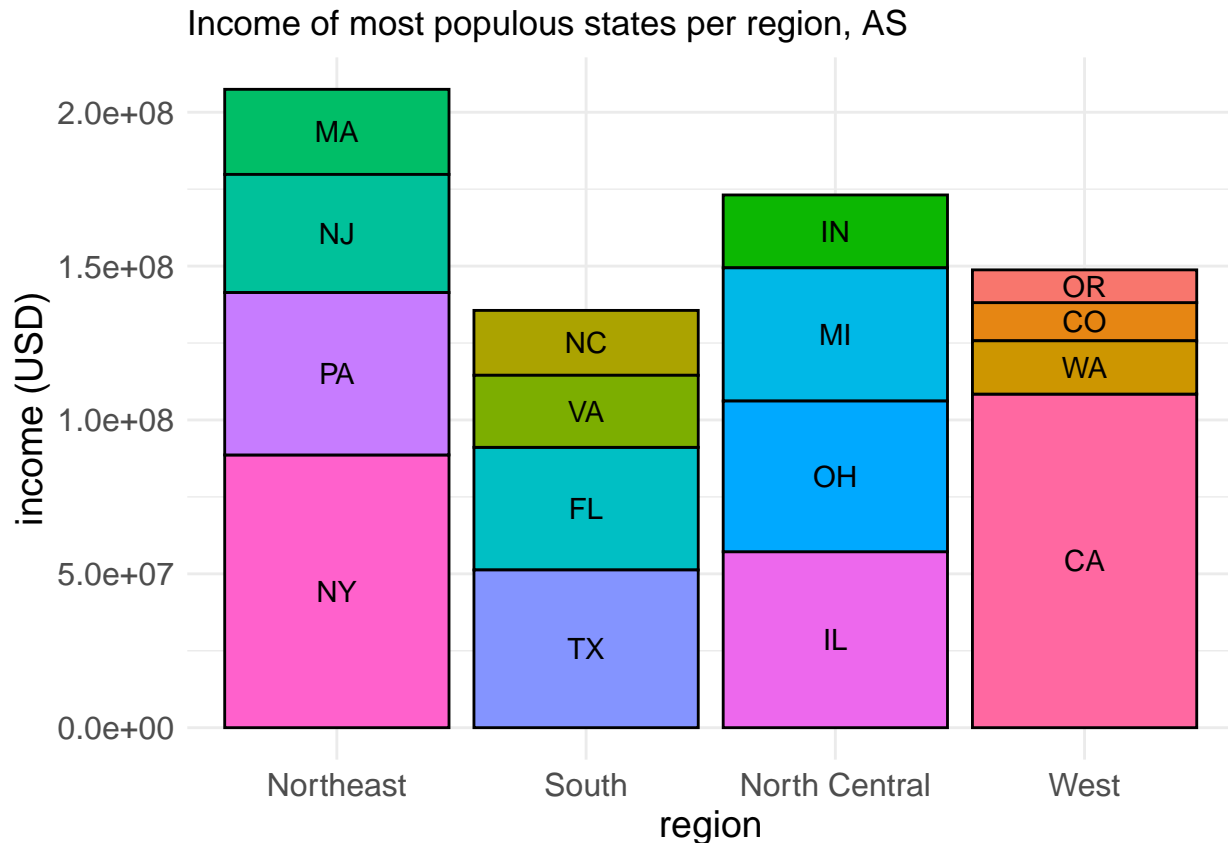 Income of most populous states per region, AS
income (USD)
2.0e+08
1.5e+08
1.0e+08
5.0e+07
0.0e+00
MA
NJ
PA
NY
NC
VA
FL
TX
IN
MI
OH
IL
OR
CO
WA
CA
Northeast
South
North Central
West
region